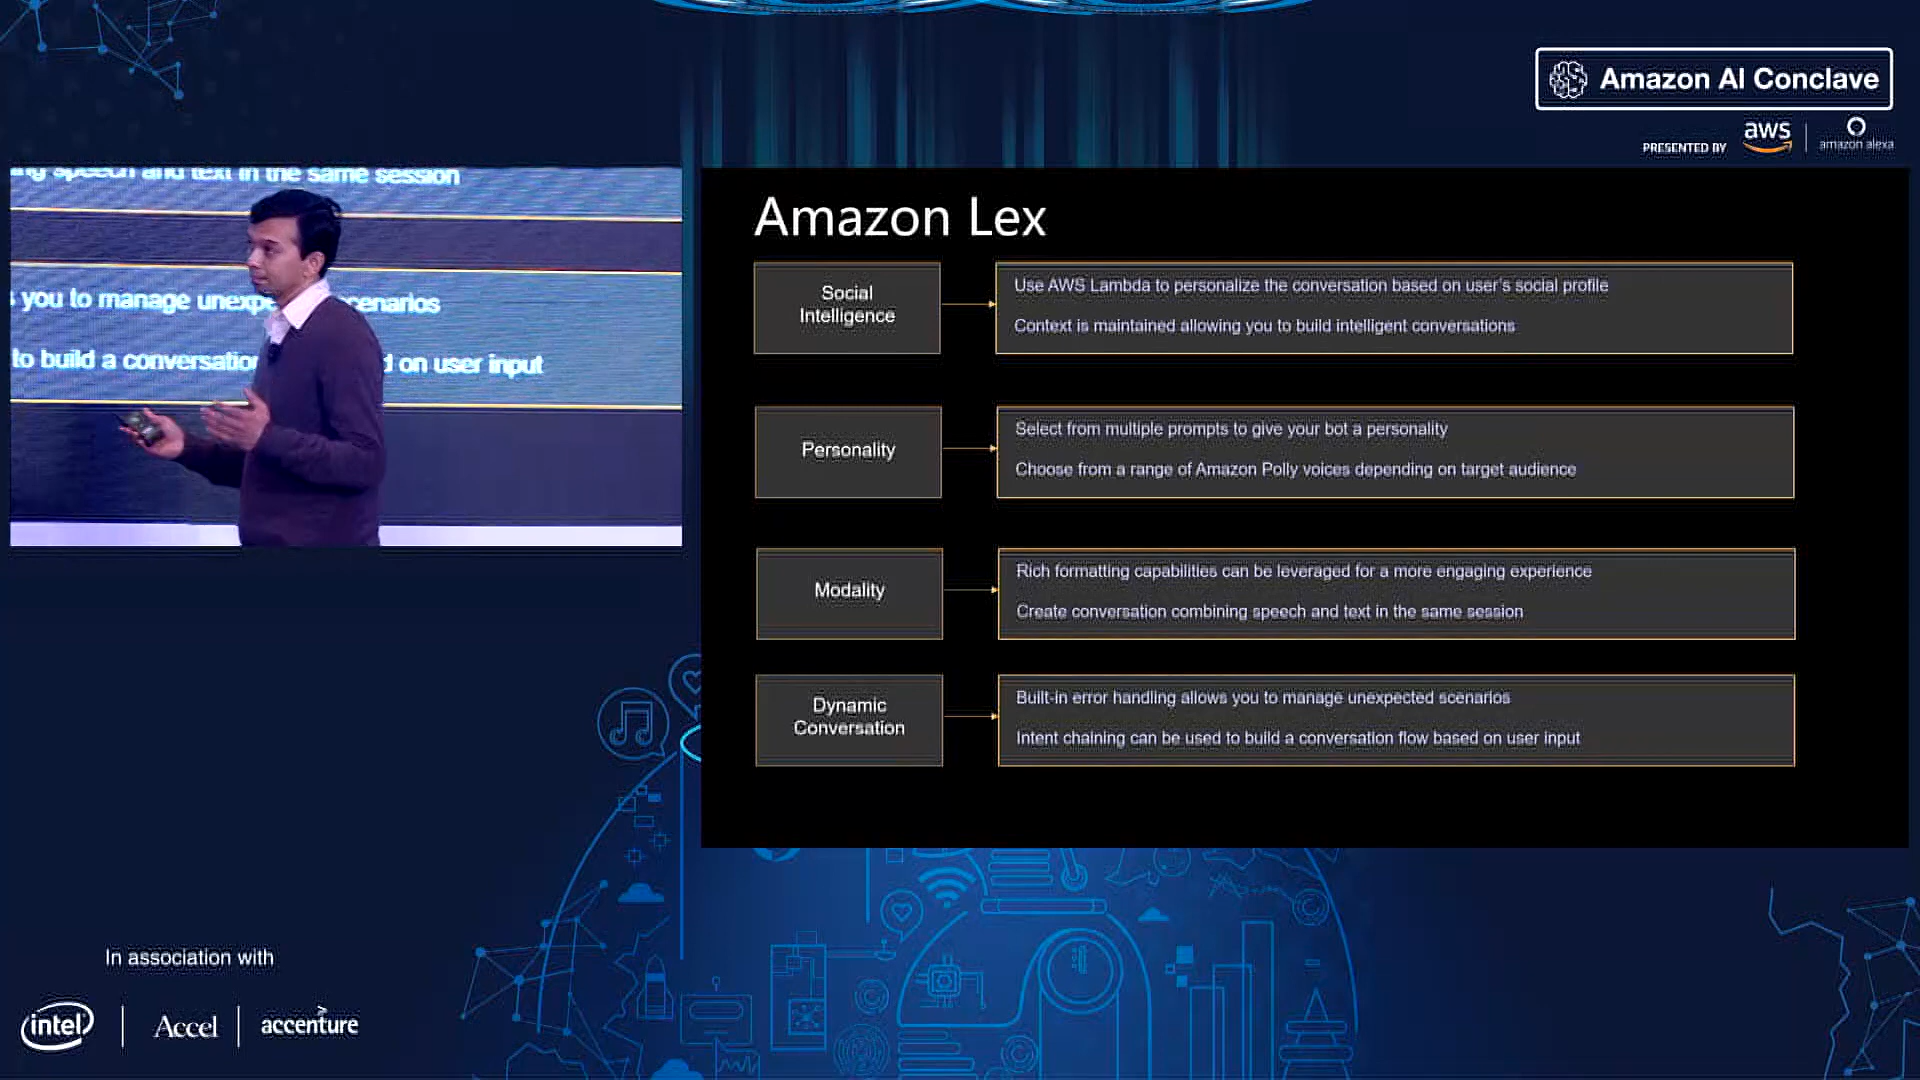 Amazon AI Conclave
PRESENTED BY
aws
amazon alexa
ing speech and text in the same session
you to manage unexpe
cenarios
to build a conversation
d on user input
Amazon Lex
Social
Intelligence
Use AWS Lambda to personalize the conversation based on user's social profile
Context is maintained allowing you to build intelligent conversations
Personality
Select from multiple prompts to give your bot a personality
Choose from a range of Amazon Polly voices depending on target audience
Modality
Rich formatting capabilities can be leveraged for a more engaging experience
Create conversation combining speech and text in the same session
Dynamic
Conversation
Built-in error handling allows you to manage unexpected scenarios
Intent chaining can be used to build a conversation flow based on user input
In association with
intel
Accel
accenture